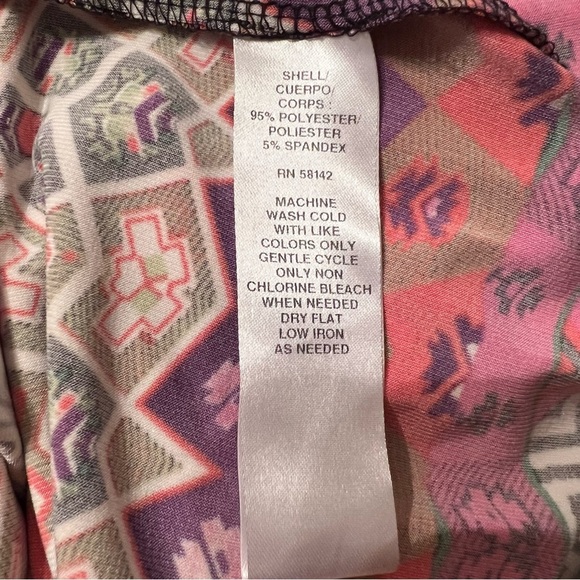 SHELL/
CUERPO/
CORPS :
95% POLYESTER/
POLIESTER
5% SPANDEX
RN 58142
MACHINE
WASH COLD
WITH LIKE
COLORS ONLY
GENTLE CYCLE
ONLY NON
CHLORINE BLEACH
WHEN NEEDED
DRY FLAT
LOW IRON
AS NEEDED